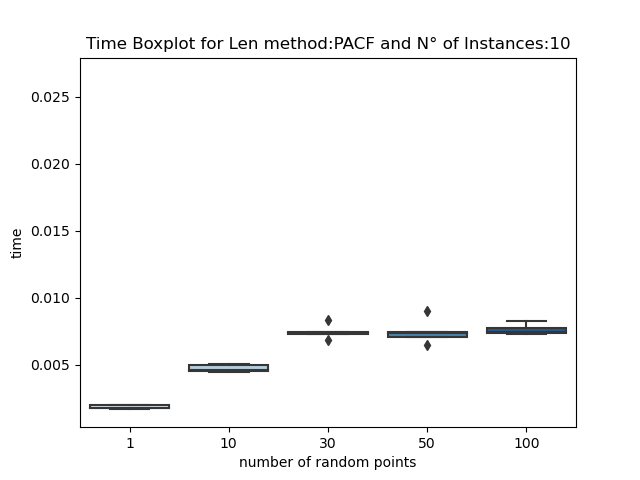 Time Boxplot for Len method:PACF and N° of Instances:10
0.025
0.020
0.015
0.010
0.005
time
1 10 30 50 100
number of random points